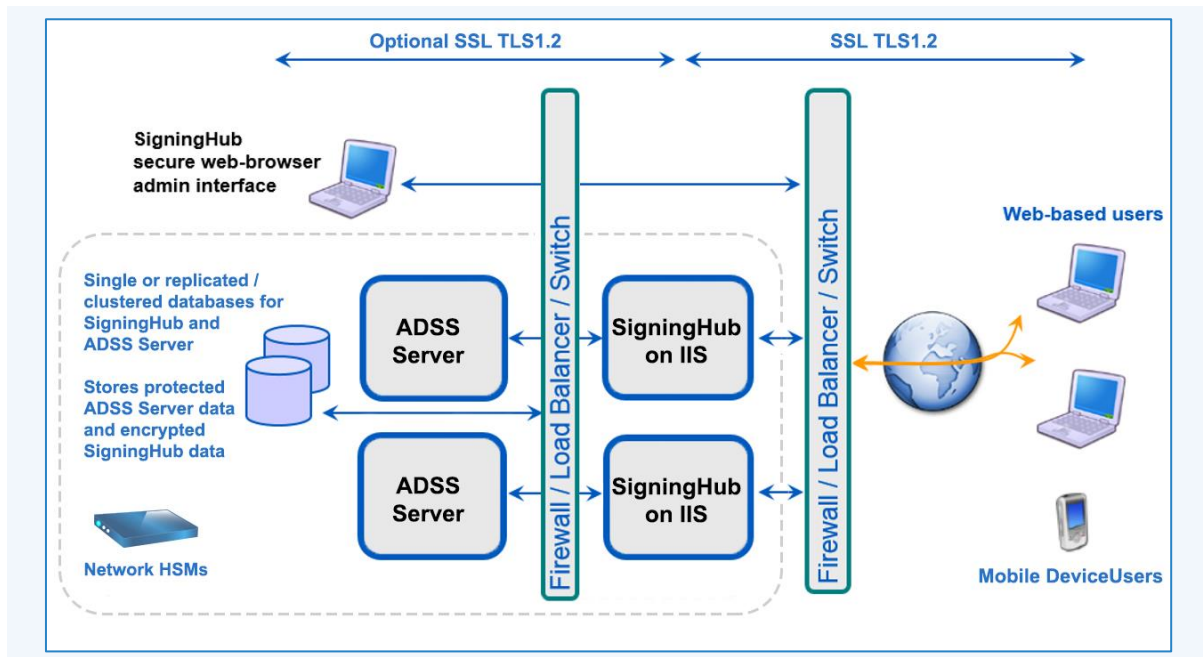 Optional SSL TLS1.2
SSL TLS1.2
SigningHub
secure web-browser
admin interface
Web-based users
Single or replicated /
clustered databases for
SigningHub and
ADSS Server
Stores protected
ADSS Server data
and encrypted
SigningHub data
Network HSMs
ADSS
Server
ADSS
Server
Firewall / Load Balancer / Switch
SigningHub
on IIS
SigningHub
on IIS
Firewall / Load Balancer / Switch
Mobile DeviceUsers